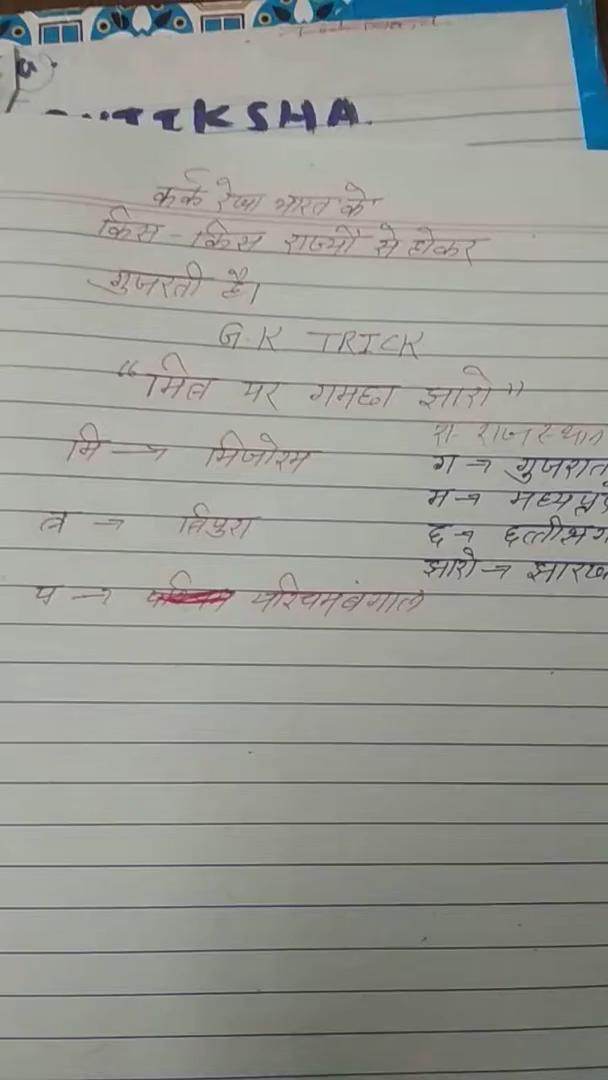 KSHA.
कर्क रेखा भारत के
किस-किस राज्यों से होकर
गुजरती है।
G.K TRICK
"मित्र पर गमछा झारो"
मि → मिजोरम
त्र → त्रिपुरा
प → पश्चिमबंगाल
रा- राजस्थान
ग → गुजरात
म → मध्यप्र
छ → छत्तीसग
झारो → झारख